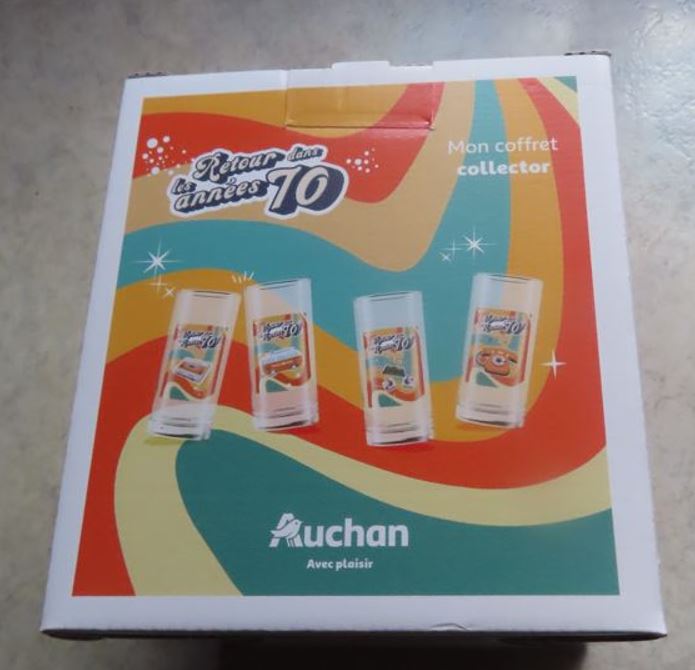 Retour dans
les
années 70
Mon coffret
collector
Auchan
Avec plaisir